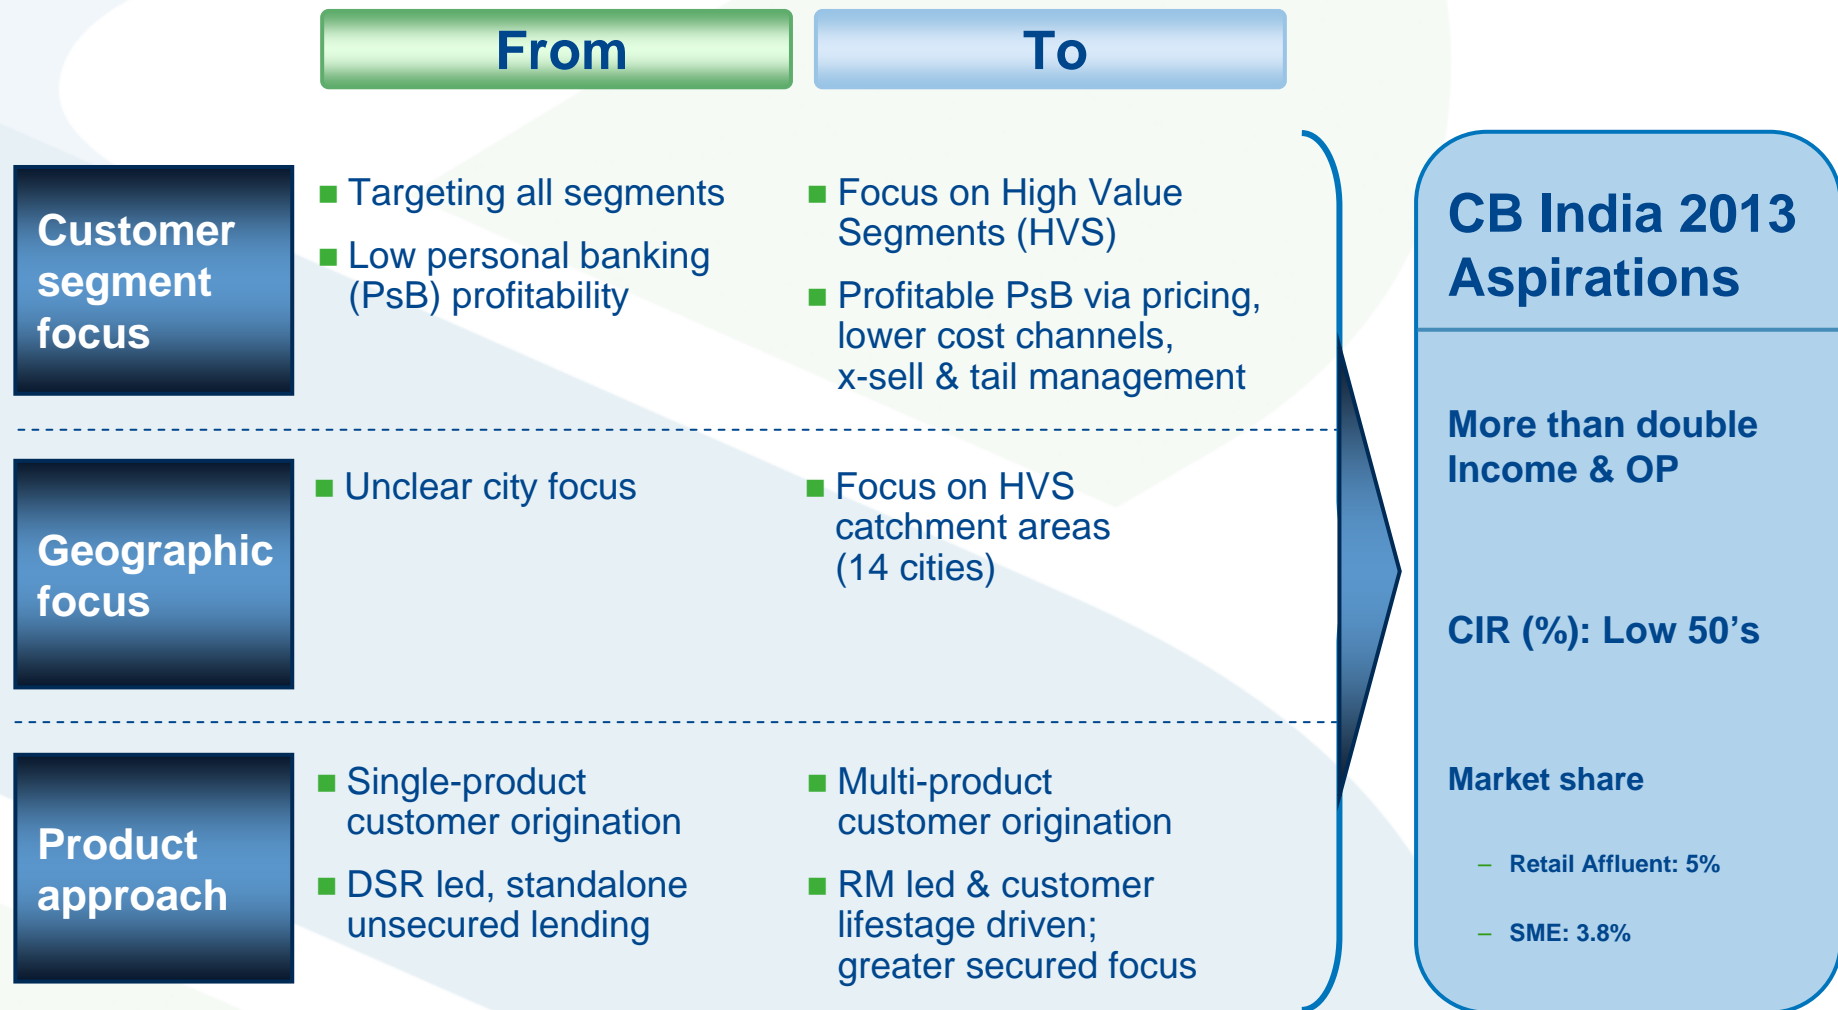 From
To
Customer
segment
focus
■ Targeting all segments
■ Low personal banking
(PsB) profitability
■ Focus on High Value
Segments (HVS)
■ Profitable PsB via pricing,
lower cost channels,
x-sell & tail management
Geographic
focus
■ Unclear city focus
■ Focus on HVS
catchment areas
(14 cities)
Product
approach
■ Single-product
customer origination
■ DSR led, standalone
unsecured lending
■ Multi-product
customer origination
■ RM led & customer
lifestage driven;
greater secured focus
CB India 2013
Aspirations
More than double
Income & OP
CIR (%): Low 50’s
Market share
– Retail Affluent: 5%
– SME: 3.8%